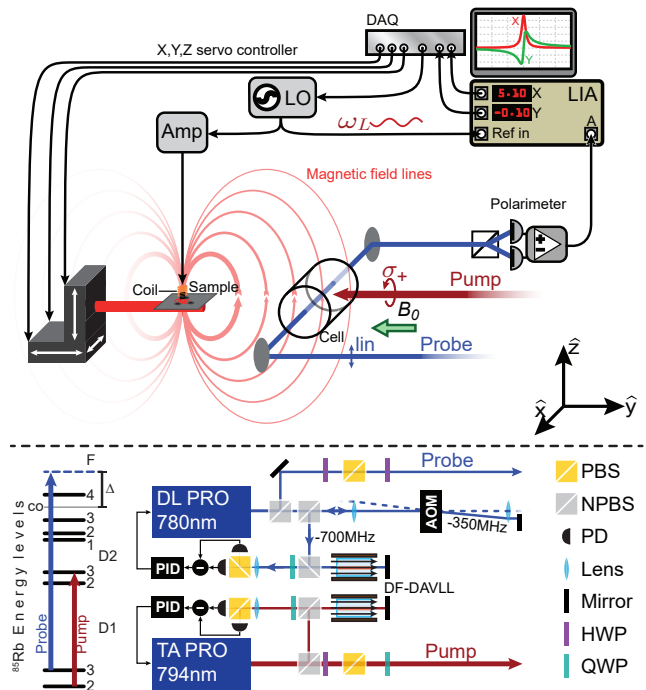 DAQ
X,Y,Z servo controller
X
Y
LO
LIA
5.10 X
-0.10 Y
Ref in
A
Amp
ωL
Magnetic field lines
Polarimeter
Coil
Sample
σ+
Pump
B0
Cell
lin
Probe
ẑ
x̂
ŷ
F
4
Δ
co
3
2
1
D2
3
2
D1
3
2
Probe
Pump
85Rb Energy levels
DL PRO
780nm
Probe
AOM
-350MHz
-700MHz
PID
DF-DAVLL
PID
TA PRO
794nm
Pump
PBS
NPBS
PD
Lens
Mirror
HWP
QWP